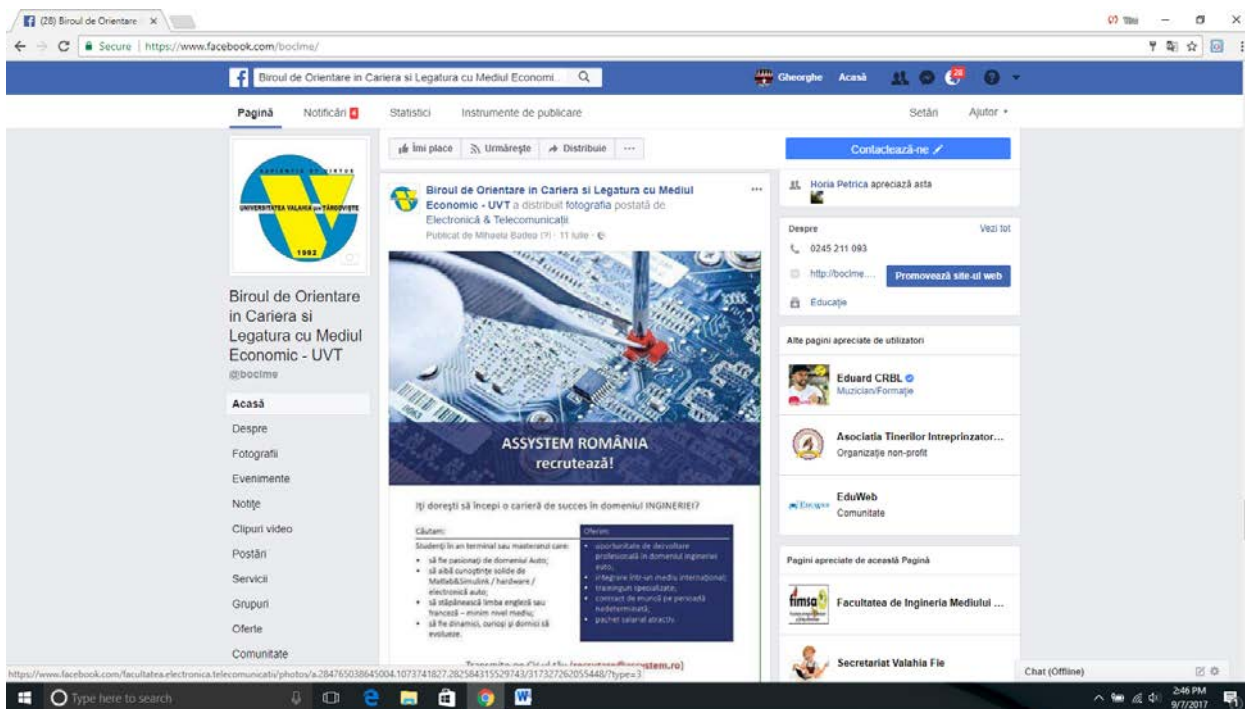 (28) Biroul de Orientare
Secure | https://www.facebook.com/boclme/
Biroul de Orientare in Cariera si Legatura cu Mediul Economi
Gheorghe Acasă 28
Pagină Notificări 4 Statistici Instrumente de publicare Setări Ajutor
UNIVERSITATEA VALAHIA din TÂRGOVIŞTE
1992
Biroul de Orientare
in Cariera si
Legatura cu Mediul
Economic - UVT
@boclme
Acasă
Despre
Fotografii
Evenimente
Notițe
Clipuri video
Postări
Servicii
Grupuri
Oferte
Comunitate
Îmi place Urmărește Distribuie ...
Biroul de Orientare in Cariera si Legatura cu Mediul
Economic - UVT a distribuit fotografia postată de
Electronică & Telecomunicații.
Publicat de Mihaela Badea [?] · 11 Iulie ·
ASSYSTEM ROMÂNIA
recrutează!
Iți dorești să începi o carieră de succes în domeniul INGINERIEI?
Căutam:
Studenți în an terminal sau masterat care:
• să fie pasionați de domeniul Auto;
• să aibă cunoștințe solide de
Matlab&Simulink / hardware /
electronică auto;
• să stăpânească limba engleză sau
franceză – minim nivel mediu;
• să fie dinamici, curioși și dornici să
evolueze.
Oferim:
• oportunitate de dezvoltare
profesională în domeniul ingineriei
auto;
• integrare într-un mediu internațional;
• traininguri specializate;
• contract de muncă pe perioadă
nedeterminată;
• pachet salarial atractiv.
Contactează-ne
Horia Petrica apreciază asta
Despre Vezi tot
0245 211 093
http://boclme.... Promovează site-ul web
Educație
Alte pagini apreciate de utilizatori
Eduard CRBL
Muzician/Formație
Asociatia Tinerilor Intreprinzator...
Organizație non-profit
EduWeb
Comunitate
Pagini apreciate de această Pagină
fimsa
Facultatea de Ingineria Mediului ...
Secretariat Valahia Fie
Chat (Offline)
https://www.facebook.com/facultatea.electronica.telecomunicatii/photos/a.284765038645004.1073741827.282584315529743/317327262055448/?type=3
Type here to search
2:46 PM
9/7/2017